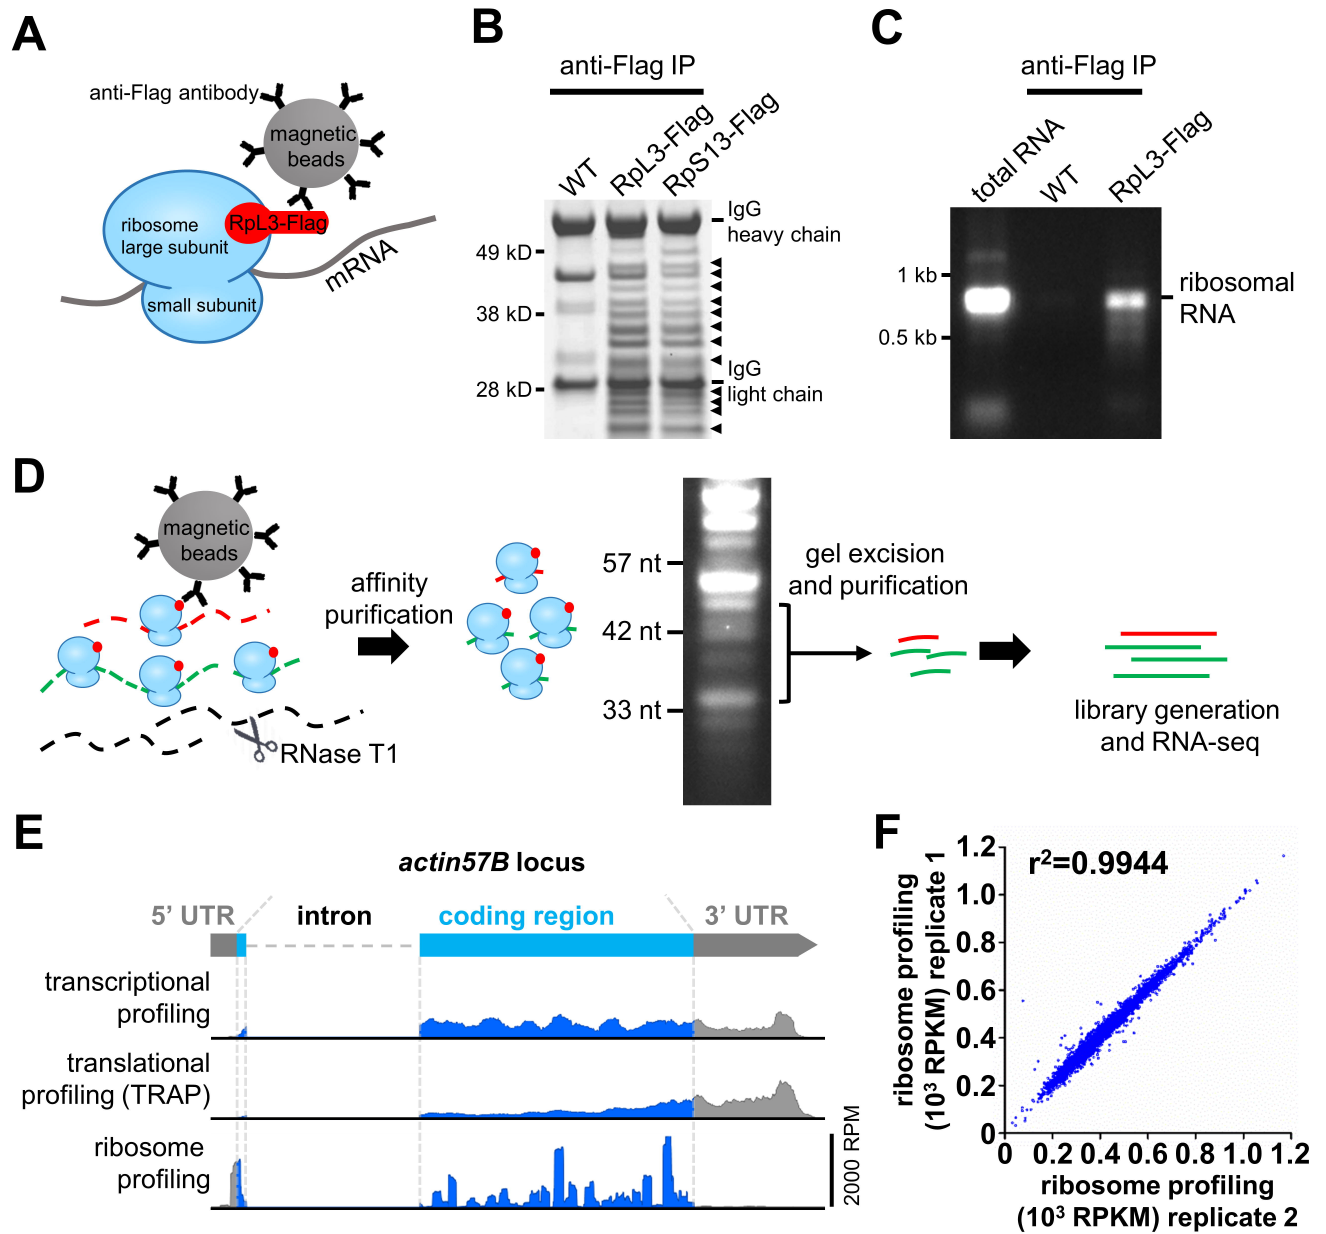 A
anti-Flag antibody
magnetic
beads
RpL3-Flag
ribosome
large subunit
small subunit
mRNA
B
anti-Flag IP
WT
RpL3-Flag
RpS13-Flag
IgG
heavy chain
49 kD
38 kD
28 kD
IgG
light chain
C
anti-Flag IP
total RNA
WT
RpL3-Flag
1 kb
0.5 kb
ribosomal
RNA
D
magnetic
beads
RNase T1
affinity
purification
57 nt
42 nt
33 nt
gel excision
and purification
library generation
and RNA-seq
E
actin57B locus
5’ UTR
intron
coding region
3’ UTR
transcriptional
profiling
translational
profiling (TRAP)
ribosome
profiling
2000 RPM
F
r²=0.9944
ribosome profiling
(10³ RPKM) replicate 1
1.2
1.0
0.8
0.6
0.4
0.2
0
0 0.2 0.4 0.6 0.8 1.0 1.2
ribosome profiling
(10³ RPKM) replicate 2